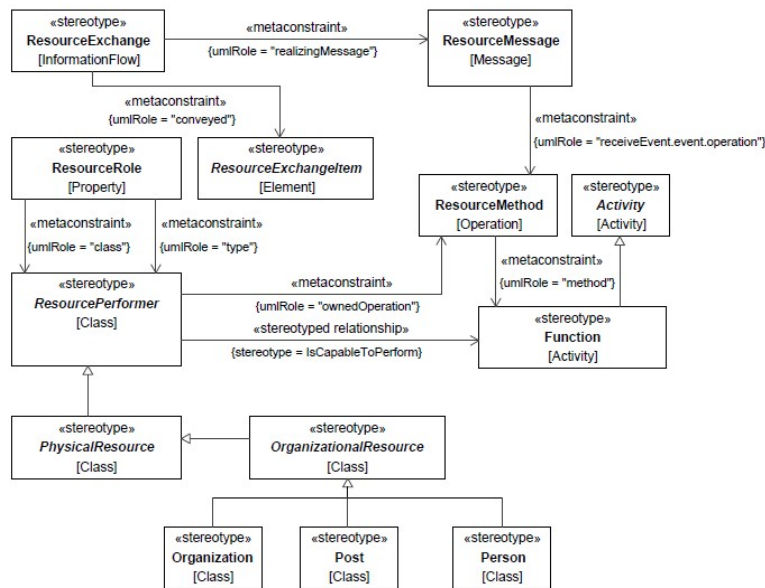 «stereotype»
ResourceExchange
[InformationFlow]
«metaconstraint»
{umlRole = "realizingMessage"}
«stereotype»
ResourceMessage
[Message]
«metaconstraint»
{umlRole = "conveyed"}
«metaconstraint»
{umlRole = "receiveEvent.event.operation"}
«stereotype»
ResourceRole
[Property]
«stereotype»
ResourceExchangeItem
[Element]
«stereotype»
ResourceMethod
[Operation]
«stereotype»
Activity
[Activity]
«metaconstraint»
{umlRole = "class"}
«metaconstraint»
{umlRole = "type"}
«metaconstraint»
{umlRole = "method"}
«stereotype»
ResourcePerformer
[Class]
«metaconstraint»
{umlRole = "ownedOperation"}
«stereotyped relationship»
{stereotype = IsCapableToPerform}
«stereotype»
Function
[Activity]
«stereotype»
PhysicalResource
[Class]
«stereotype»
OrganizationalResource
[Class]
«stereotype»
Organization
[Class]
«stereotype»
Post
[Class]
«stereotype»
Person
[Class]